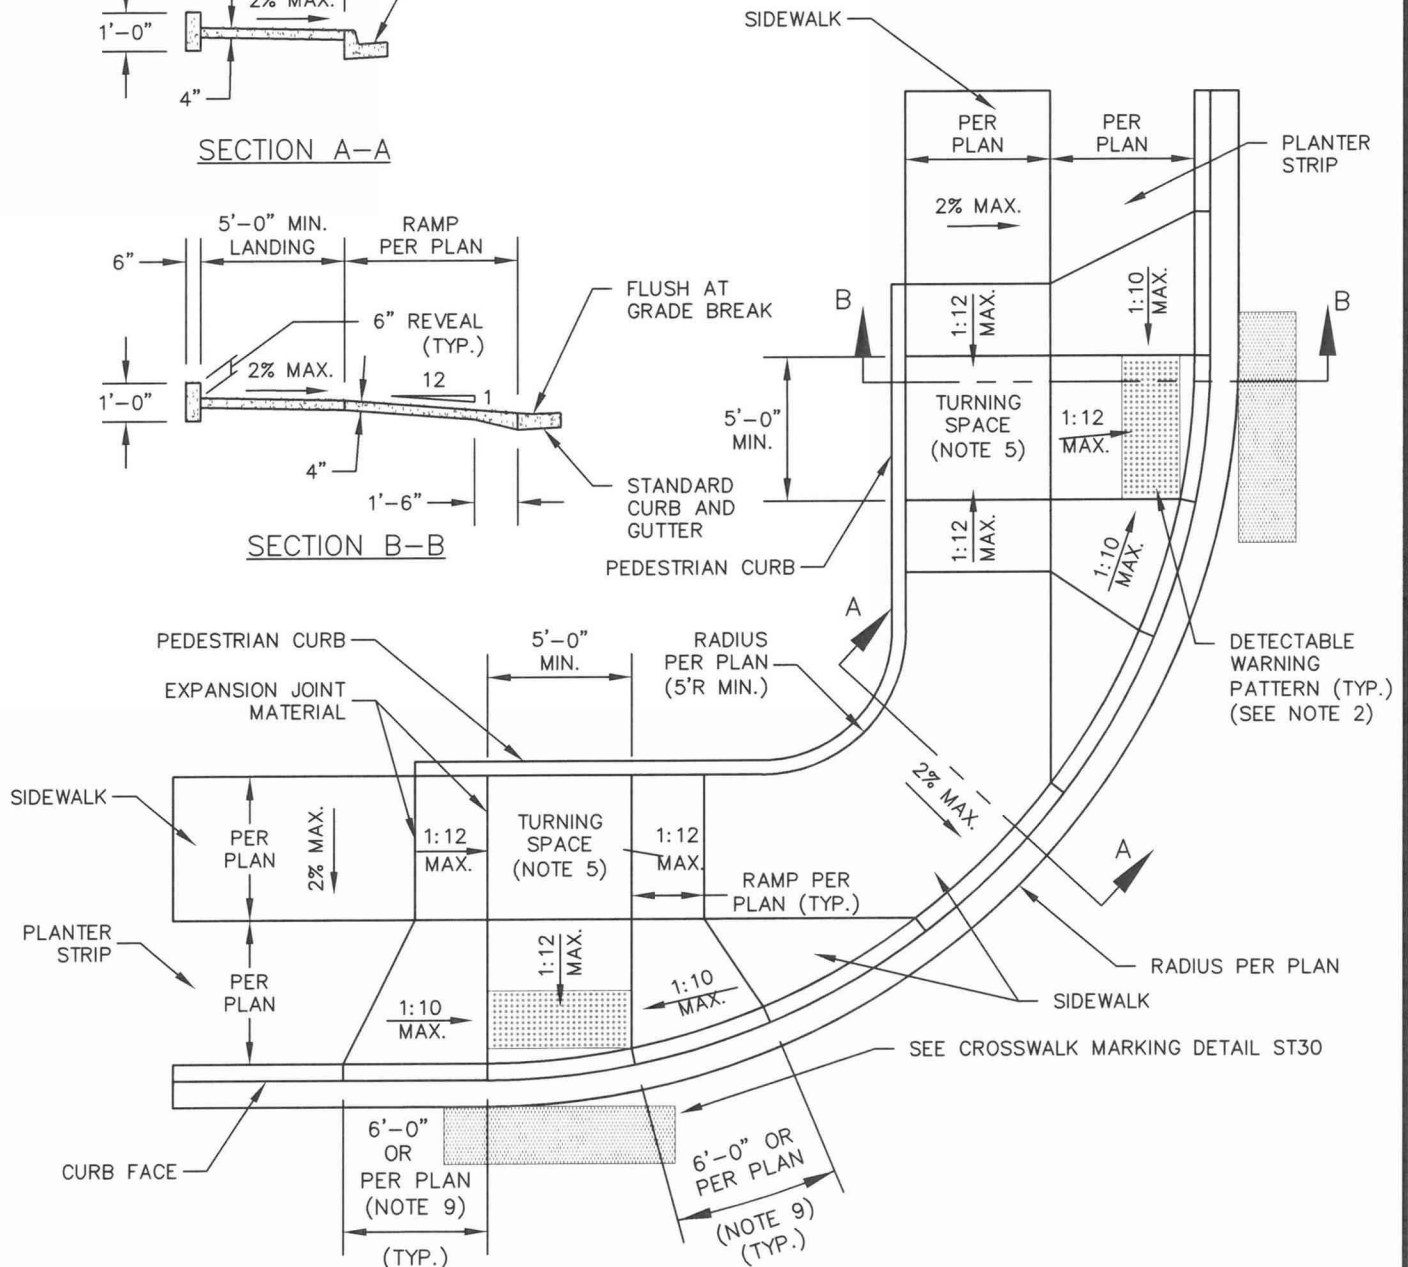 2% MAX.
1'-0"
4"
SECTION A-A
SIDEWALK
PER
PLAN
PER
PLAN
PLANTER
STRIP
2% MAX.
5'-0" MIN.
LANDING
RAMP
PER PLAN
6"
6" REVEAL
(TYP.)
2% MAX.
12
1
1'-0"
4"
1'-6"
FLUSH AT
GRADE BREAK
STANDARD
CURB AND
GUTTER
SECTION B-B
B
B
1:12
MAX.
1:10
MAX.
5'-0"
MIN.
TURNING
SPACE
(NOTE 5)
1:12
MAX.
1:12
MAX.
1:10
MAX.
PEDESTRIAN CURB
A
DETECTABLE
WARNING
PATTERN (TYP.)
(SEE NOTE 2)
PEDESTRIAN CURB
5'-0"
MIN.
RADIUS
PER PLAN
(5'R MIN.)
EXPANSION JOINT
MATERIAL
2% MAX.
A
SIDEWALK
PER
PLAN
2% MAX.
1:12
MAX.
TURNING
SPACE
(NOTE 5)
1:12
MAX.
RAMP PER
PLAN (TYP.)
PLANTER
STRIP
PER
PLAN
1:12
MAX.
1:10
MAX.
1:10
MAX.
RADIUS PER PLAN
SIDEWALK
SEE CROSSWALK MARKING DETAIL ST30
CURB FACE
6'-0"
OR
PER PLAN
(NOTE 9)
(TYP.)
6'-0" OR
PER PLAN
(NOTE 9)
(TYP.)